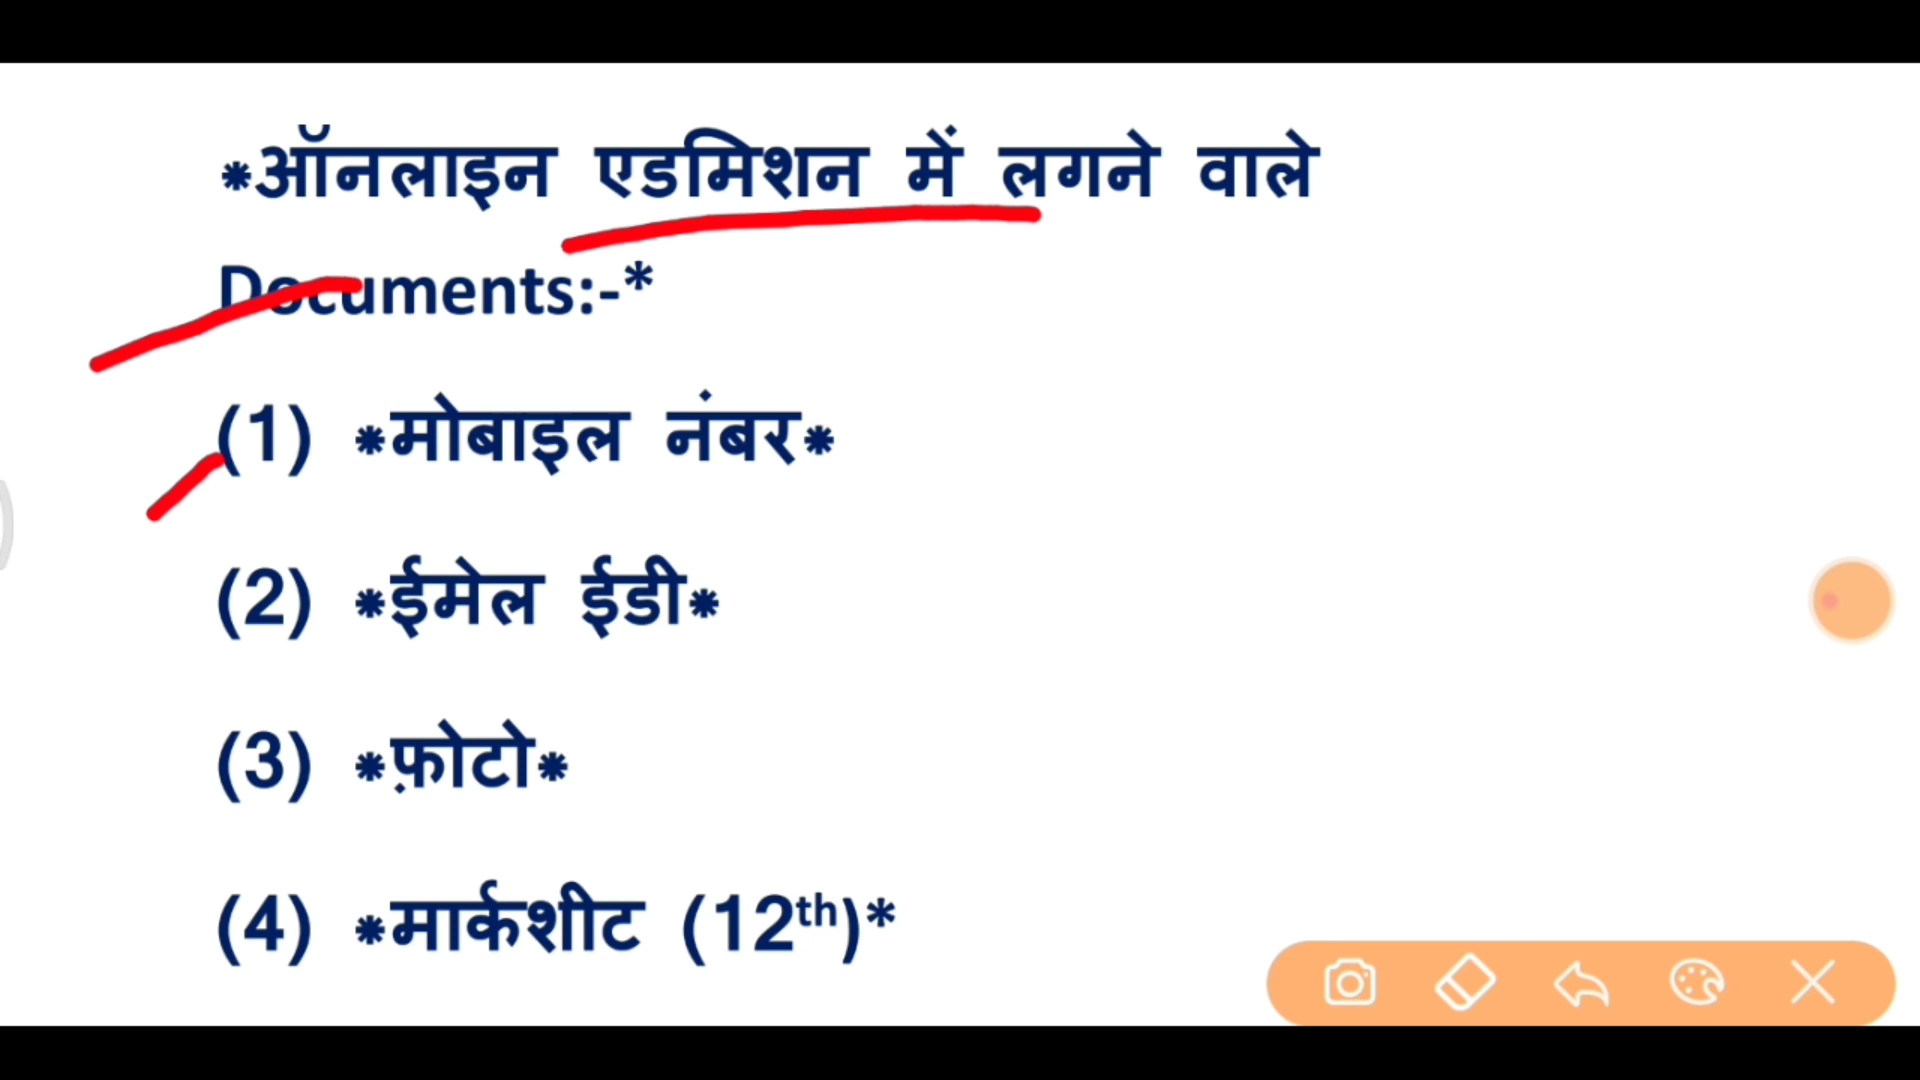 *ऑनलाइन एडमिशन में लगने वाले
Documents:-*
(1) *मोबाइल नंबर*
(2) *ईमेल ईडी*
(3) *फ़ोटो*
(4) *मार्कशीट (12th)*